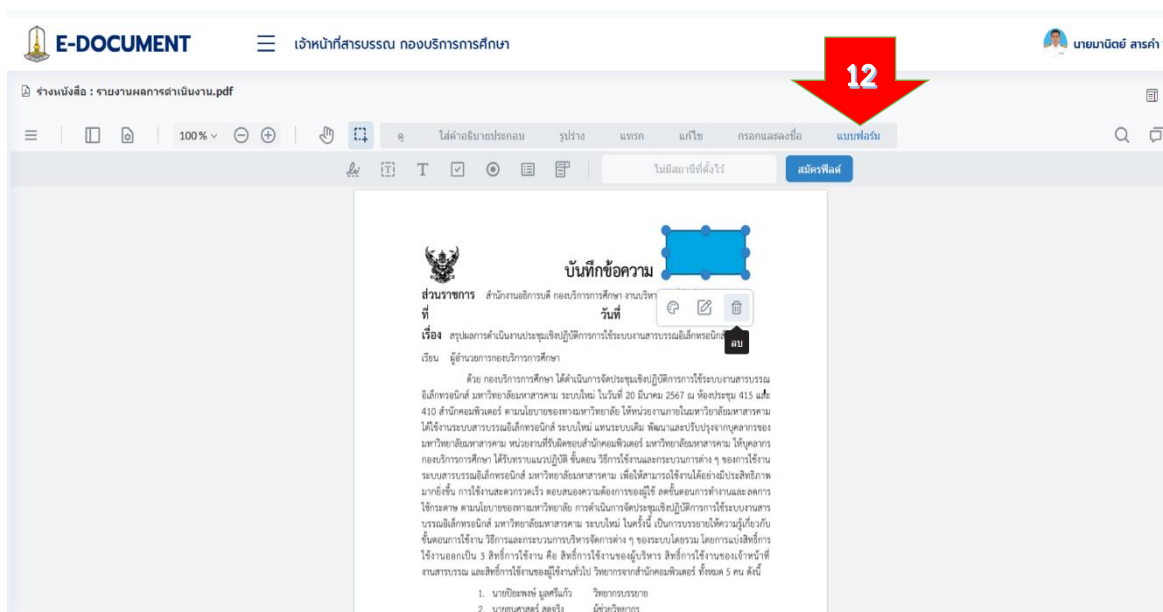 E-DOCUMENT
เจ้าหน้าที่สารบรรณ กองบริการการศึกษา
นายมานิตย์ สารคำ
12
ร่างหนังสือ : รายงานผลการดำเนินงาน.pdf
100%
ดู ใส่คำอธิบายประกอบ รูปร่าง แทรก แก้ไข กรอกและลงชื่อ แบบฟอร์ม
T ไม่มีสถานีที่ตั้งไว้ สมัครฟิลด์
บันทึกข้อความ
ส่วนราชการ สำนักงานอธิการบดี กองบริการการศึกษา งานบริหา
ที่ วันที่
เรื่อง สรุปผลการดำเนินงานประชุมเชิงปฏิบัติการการใช้ระบบงานสารบรรณอิเล็กทรอนิกส์
ลบ
เรียน ผู้อำนวยการกองบริการการศึกษา
ด้วย กองบริการการศึกษา ได้ดำเนินการจัดประชุมเชิงปฏิบัติการการใช้ระบบงานสารบรรณ
อิเล็กทรอนิกส์ มหาวิทยาลัยมหาสารคาม ระบบใหม่ ในวันที่ 20 มีนาคม 2567 ณ ห้องประชุม 415 และ
410 สำนักคอมพิวเตอร์ ตามนโยบายของทางมหาวิทยาลัย ให้หน่วยงานภายในมหาวิทยาลัยมหาสารคาม
ได้ใช้งานระบบสารบรรณอิเล็กทรอนิกส์ ระบบใหม่ แทนระบบเดิม พัฒนาและปรับปรุงจากบุคลากรของ
มหาวิทยาลัยมหาสารคาม หน่วยงานที่รับผิดชอบสำนักคอมพิวเตอร์ มหาวิทยาลัยมหาสารคาม ให้บุคลากร
กองบริการการศึกษา ได้รับทราบแนวปฏิบัติ ขั้นตอน วิธีการใช้งานและกระบวนการต่าง ๆ ของการใช้งาน
ระบบสารบรรณอิเล็กทรอนิกส์ มหาวิทยาลัยมหาสารคาม เพื่อให้สามารถใช้งานได้อย่างมีประสิทธิภาพ
มากยิ่งขึ้น การใช้งานสะดวกรวดเร็ว ตอบสนองความต้องการของผู้ใช้ ลดขั้นตอนการทำงานและลดการ
ใช้กระดาษ ตามนโยบายของทางมหาวิทยาลัย การดำเนินการจัดประชุมเชิงปฏิบัติการการใช้ระบบงานสาร
บรรณอิเล็กทรอนิกส์ มหาวิทยาลัยมหาสารคาม ระบบใหม่ ในครั้งนี้ เป็นการบรรยายให้ความรู้เกี่ยวกับ
ขั้นตอนการใช้งาน วิธีการและกระบวนการบริหารจัดการต่าง ๆ ของระบบโดยรวม โดยการแบ่งสิทธิ์การ
ใช้งานออกเป็น 3 สิทธิ์การใช้งาน คือ สิทธิ์การใช้งานของผู้บริหาร สิทธิ์การใช้งานของเจ้าหน้าที่
งานสารบรรณ และสิทธิ์การใช้งานของผู้ใช้งานทั่วไป วิทยากรจากสำนักคอมพิวเตอร์ ทั้งหมด 5 คน ดังนี้
1. นายปิยะพงษ์ มูลศรีแก้ว วิทยากรบรรยาย
2. นายธนศาสตร์ สุดจริง ผู้ช่วยวิทยากร